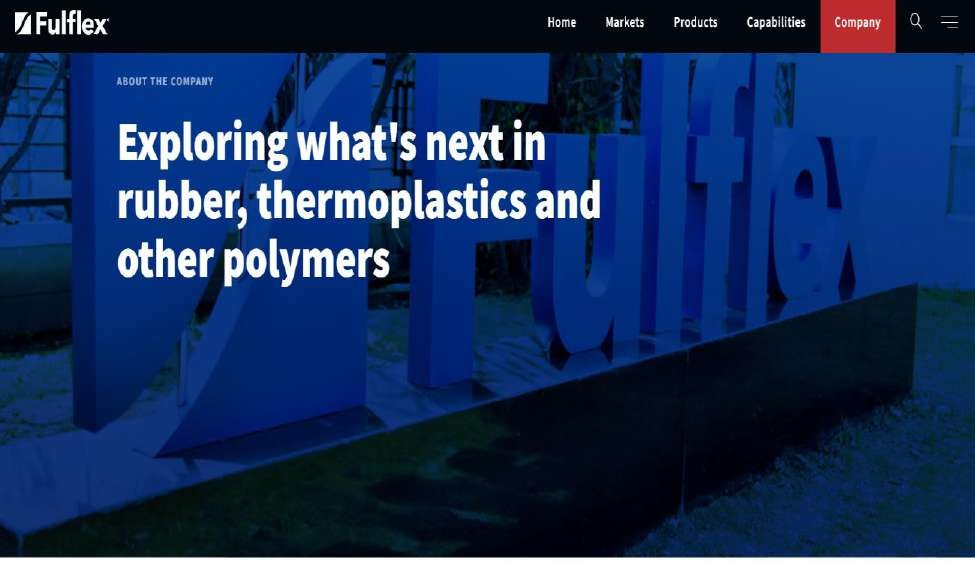 Fulflex
Home Markets Products Capabilities Company
ABOUT THE COMPANY
Exploring what's next in
rubber, thermoplastics and
other polymers
Fulflex